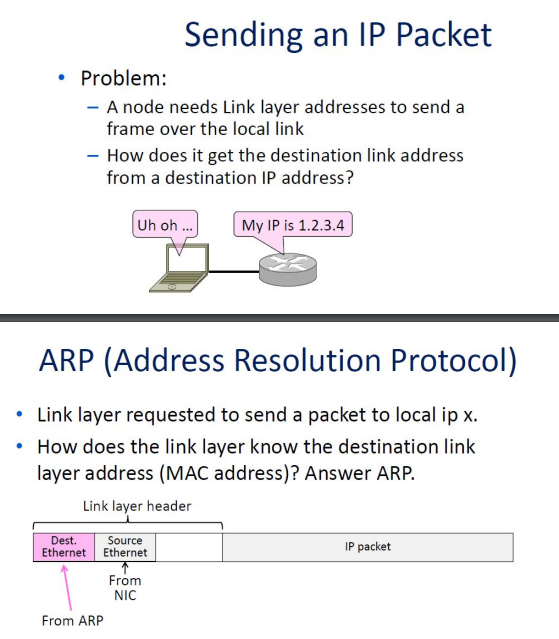 Sending an IP Packet
• Problem:
– A node needs Link layer addresses to send a
frame over the local link
– How does it get the destination link address
from a destination IP address?
Uh oh ...
My IP is 1.2.3.4
ARP (Address Resolution Protocol)
• Link layer requested to send a packet to local ip x.
• How does the link layer know the destination link
layer address (MAC address)? Answer ARP.
Link layer header
Dest.
Ethernet
Source
Ethernet
IP packet
From
NIC
From ARP